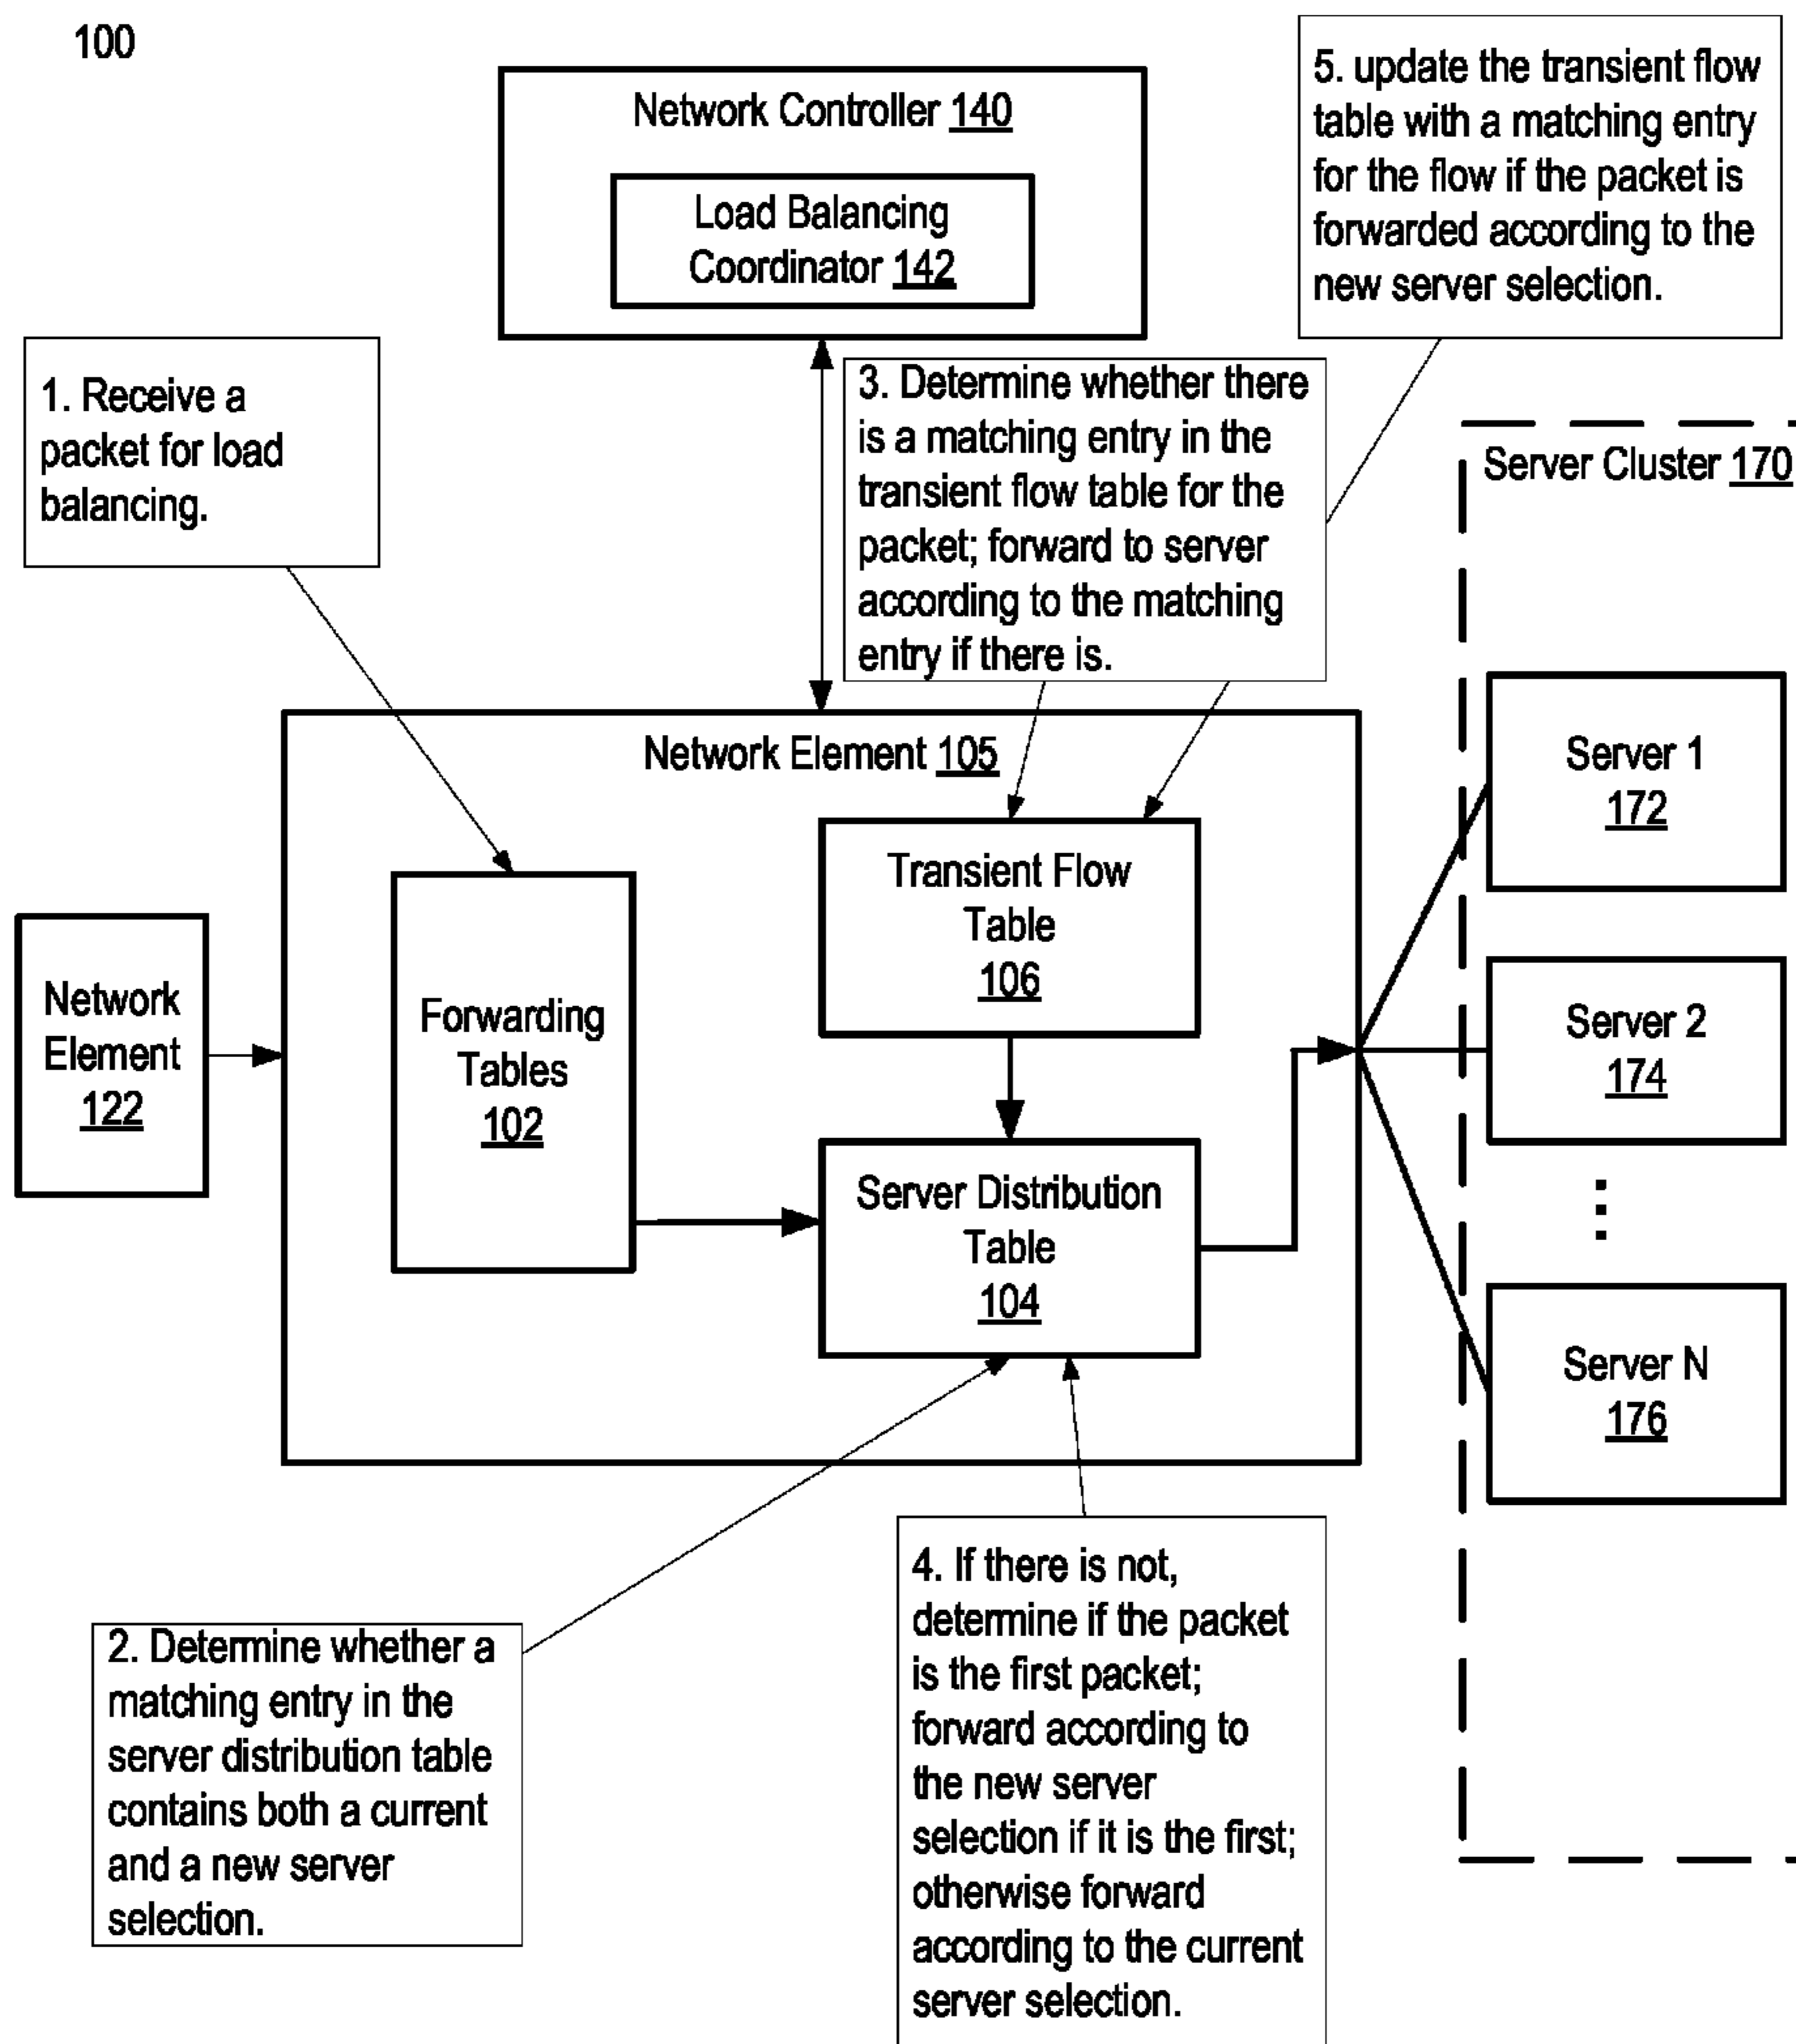 100
Network Controller 140
Load Balancing
Coordinator 142
5. update the transient flow
table with a matching entry
for the flow if the packet is
forwarded according to the
new server selection.
1. Receive a
packet for load
balancing.
3. Determine whether there
is a matching entry in the
transient flow table for the
packet; forward to server
according to the matching
entry if there is.
Server Cluster 170
Network Element 105
Server 1
172
Transient Flow
Table
106
Network
Element
122
Forwarding
Tables
102
Server 2
174
Server Distribution
Table
104
Server N
176
2. Determine whether a
matching entry in the
server distribution table
contains both a current
and a new server
selection.
4. If there is not,
determine if the packet
is the first packet;
forward according to
the new server
selection if it is the first;
otherwise forward
according to the current
server selection.